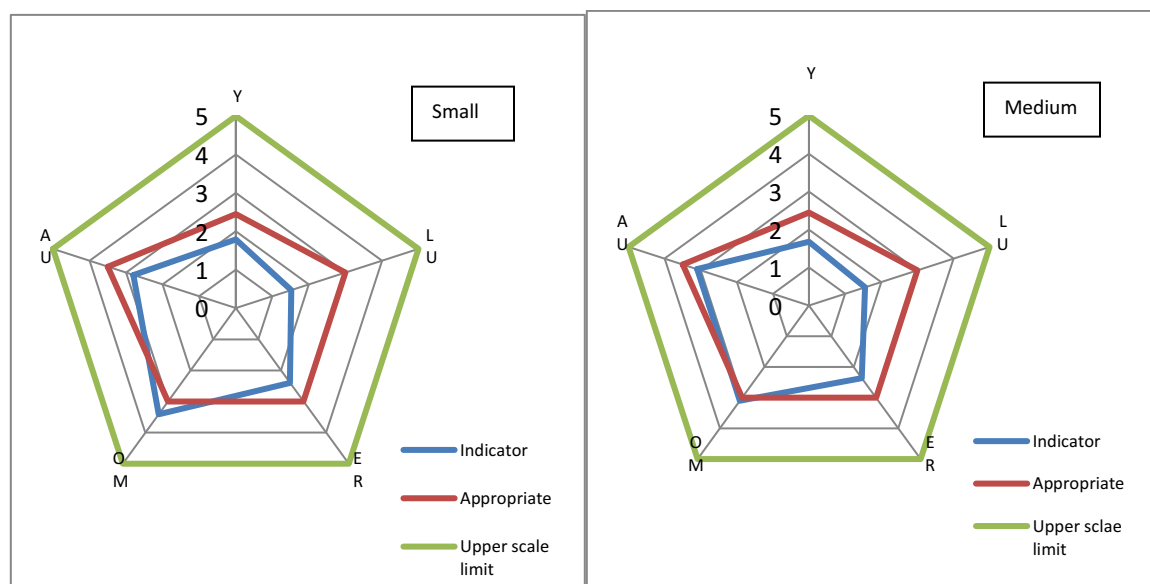 Y
Small
5
4
3
2
1
0
A
U
L
U
O
M
E
R
Indicator
Appropriate
Upper scale
limit
Y
Medium
5
4
3
2
1
0
A
U
L
U
O
M
E
R
Indicator
Appropriate
Upper sclae
limit